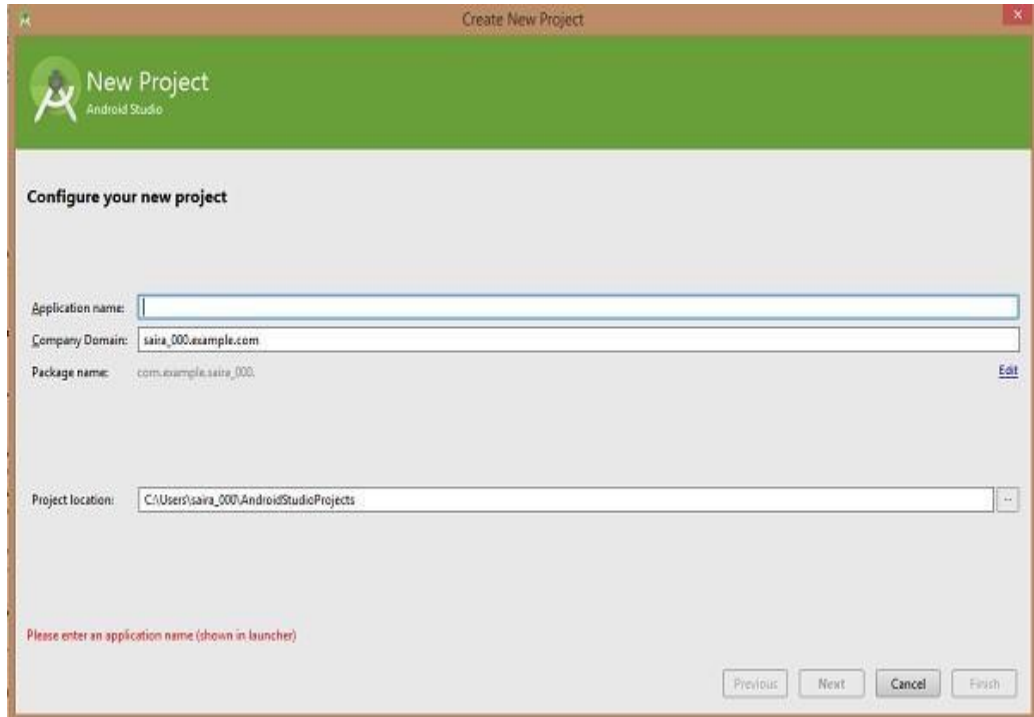 Create New Project
New Project
Android Studio
Configure your new project
Application name:
Company Domain: saira_000.example.com
Package name: com.example.saira_000. Edit
Project location: C:\Users\saira_000\AndroidStudioProjects ...
Please enter an application name (shown in launcher)
Previous Next Cancel Finish